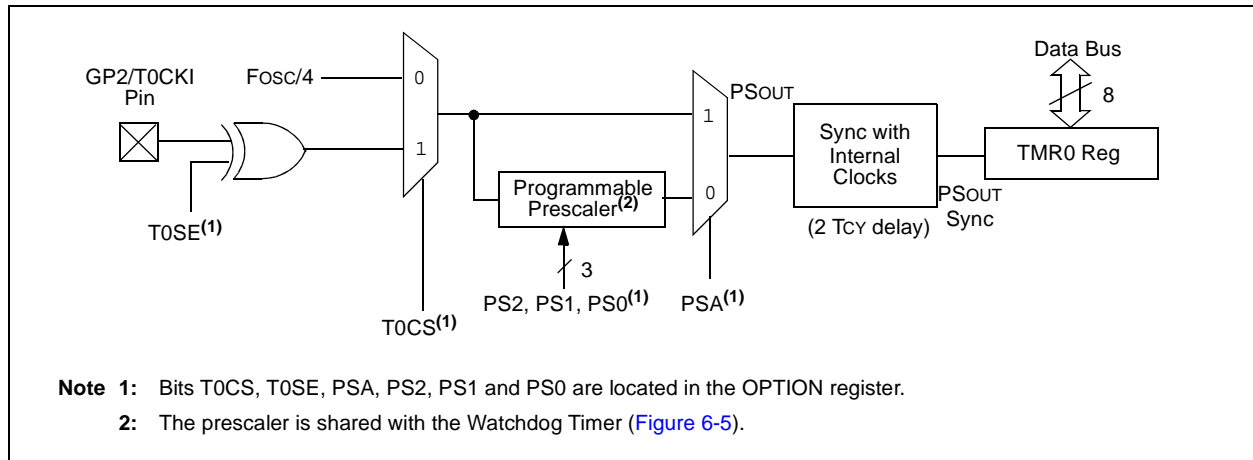 Data Bus
GP2/T0CKI
Pin
FOSC/4
0
1
T0SE(1)
T0CS(1)
Programmable
Prescaler(2)
3
PS2, PS1, PS0(1)
1
0
PSA(1)
PSOUT
Sync with
Internal
Clocks
(2 TCY delay)
PSOUT
Sync
8
TMR0 Reg
Note 1: Bits T0CS, T0SE, PSA, PS2, PS1 and PS0 are located in the OPTION register.
2: The prescaler is shared with the Watchdog Timer (Figure 6-5).